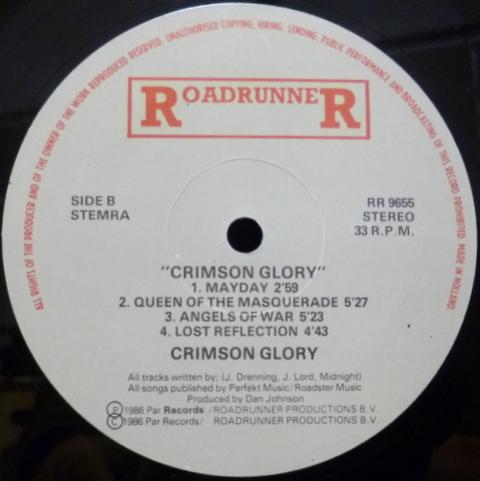 ALL RIGHTS OF THE PRODUCER AND OF THE OWNER OF THE WORK REPRODUCED RESERVED. UNAUTHORISED COPYING, HIRING, LENDING, PUBLIC PERFORMANCE AND BROADCASTING OF THIS RECORD PROHIBITED. MADE IN HOLLAND.
ROADRUNNER
SIDE B
STEMRA
RR 9655
STEREO
33 R.P.M.
"CRIMSON GLORY"
1. MAYDAY 2'59
2. QUEEN OF THE MASQUERADE 5'27
3. ANGELS OF WAR 5'23
4. LOST REFLECTION 4'43
CRIMSON GLORY
All tracks written by; (J. Drenning, J. Lord, Midnight)
All songs published by Parfekt Music/Roadster Music
Produced by Dan Johnson
Ⓟ 1986 Par Records /ROADRUNNER PRODUCTIONS B.V.
© 1986 Par Records/ ROADRUNNER PRODUCTIONS B.V.